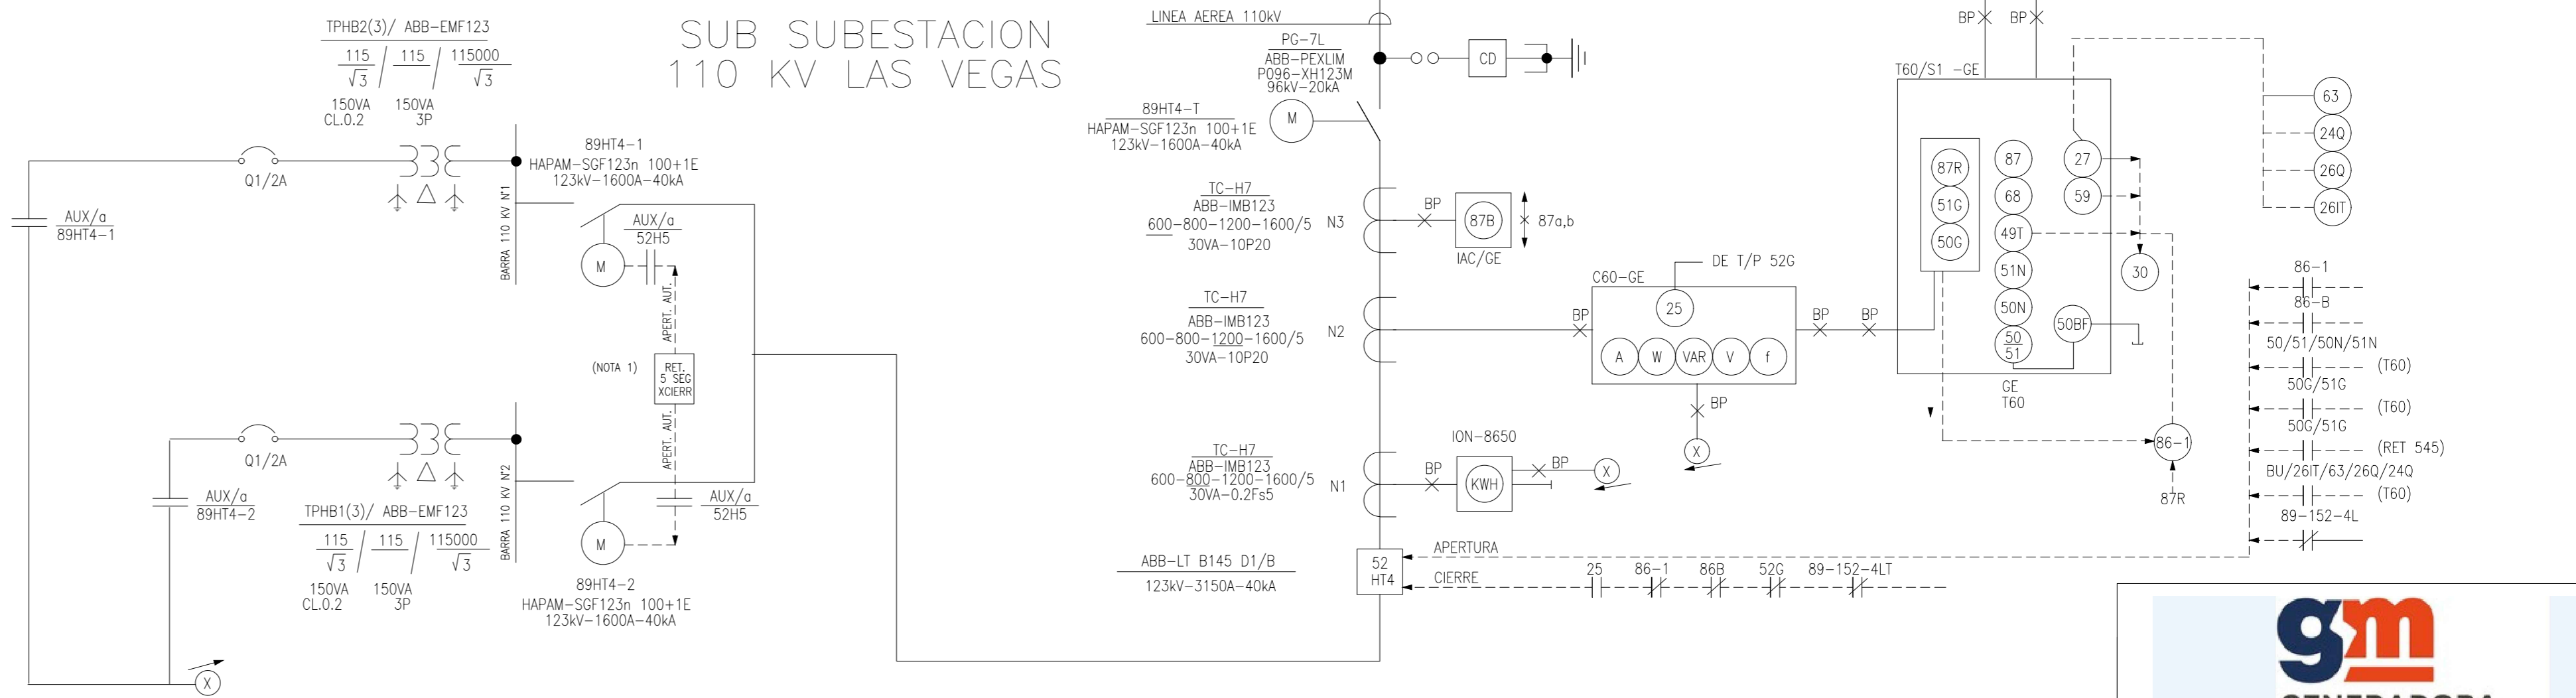 SUB SUBESTACION
110 KV LAS VEGAS
TPHB2(3)/ ABB-EMF123
115/√3 / 115 / 115000/√3
150VA 150VA
CL.0.2 3P
Q1/2A
AUX/a
89HT4-1
BARRA 110 KV N°1
89HT4-1
HAPAM-SGF123n 100+1E
123kV-1600A-40kA
M
AUX/a
52H5
APERT. AUT.
(NOTA 1)
RET.
5 SEG
XCIERR
APERT. AUT.
AUX/a
52H5
M
89HT4-2
HAPAM-SGF123n 100+1E
123kV-1600A-40kA
BARRA 110 KV N°2
Q1/2A
AUX/a
89HT4-2
TPHB1(3)/ ABB-EMF123
115/√3 / 115 / 115000/√3
150VA 150VA
CL.0.2 3P
X
LINEA AEREA 110kV
PG-7L
ABB-PEXLIM
P096-XH123M
96kV-20kA
CD
89HT4-T
HAPAM-SGF123n 100+1E
123kV-1600A-40kA
M
TC-H7
ABB-IMB123
600-800-1200-1600/5
30VA-10P20
N3
BP
87B
87a,b
IAC/GE
TC-H7
ABB-IMB123
600-800-1200-1600/5
30VA-10P20
N2
BP
C60-GE
DE T/P 52G
25
A W VAR V f
BP BP
BP
X
TC-H7
ABB-IMB123
600-800-1200-1600/5
30VA-0.2Fs5
N1
BP
ION-8650
KWH
BP
X
ABB-LT B145 D1/B
123kV-3150A-40kA
52
HT4
APERTURA
CIERRE
25 86-1 86B 52G 89-152-4LT
BP BP
T60/S1 -GE
87R
51G
50G
87
68
49T
51N
50N
50
51
27
59
50BF
GE
T60
30
86-1
87R
63
24Q
26Q
26IT
86-1
86-B
50/51/50N/51N
(T60)
50G/51G
(T60)
50G/51G
(RET 545)
BU/26IT/63/26Q/24Q
(T60)
89-152-4L
gm
GENERADORA